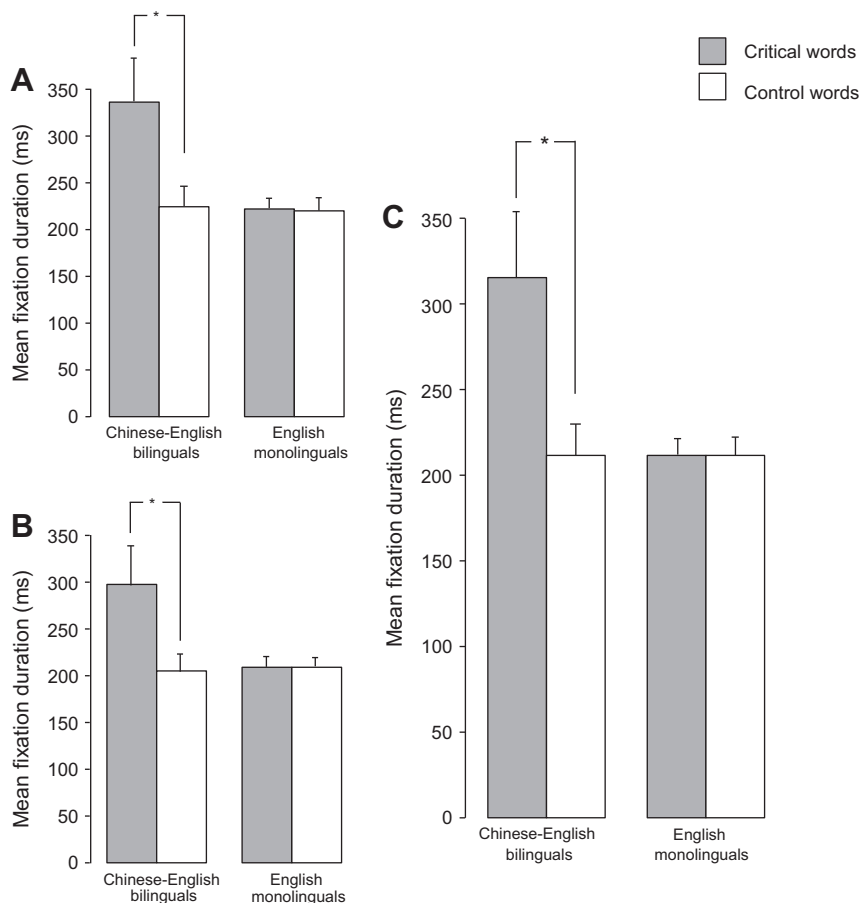 A
*
Mean fixation duration (ms)
350
300
250
200
150
100
50
0
Chinese-English
bilinguals
English
monolinguals
B
*
Mean fixation duration (ms)
350
300
250
200
150
100
50
0
Chinese-English
bilinguals
English
monolinguals
Critical words
Control words
C
*
Mean fixation duration (ms)
350
300
250
200
150
100
50
0
Chinese-English
bilinguals
English
monolinguals